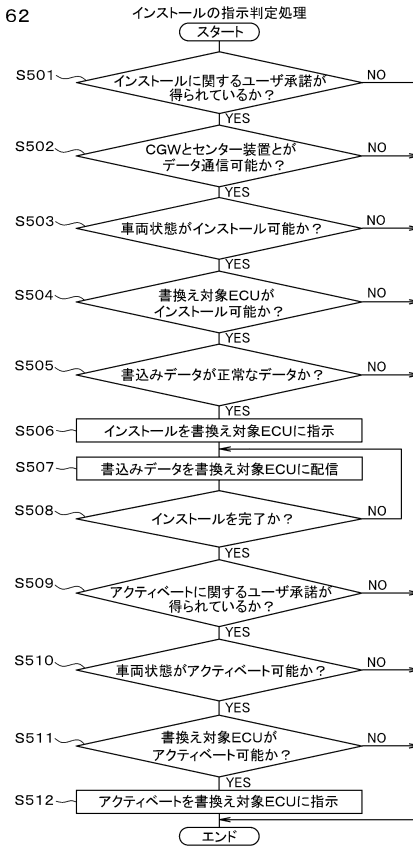 62
インストールの指示判定処理
スタート
S501
インストールに関するユーザ承諾が
得られているか？
NO
YES
S502
CGWとセンター装置とが
データ通信可能か？
NO
YES
S503
車両状態がインストール可能か？
NO
YES
S504
書換え対象ECUが
インストール可能か？
NO
YES
S505
書込みデータが正常なデータか？
NO
YES
S506
インストールを書換え対象ECUに指示
S507
書込みデータを書換え対象ECUに配信
S508
インストールを完了か？
NO
YES
S509
アクティベートに関するユーザ承諾が
得られているか？
NO
YES
S510
車両状態がアクティベート可能か？
NO
YES
S511
書換え対象ECUが
アクティベート可能か？
NO
YES
S512
アクティベートを書換え対象ECUに指示
エンド